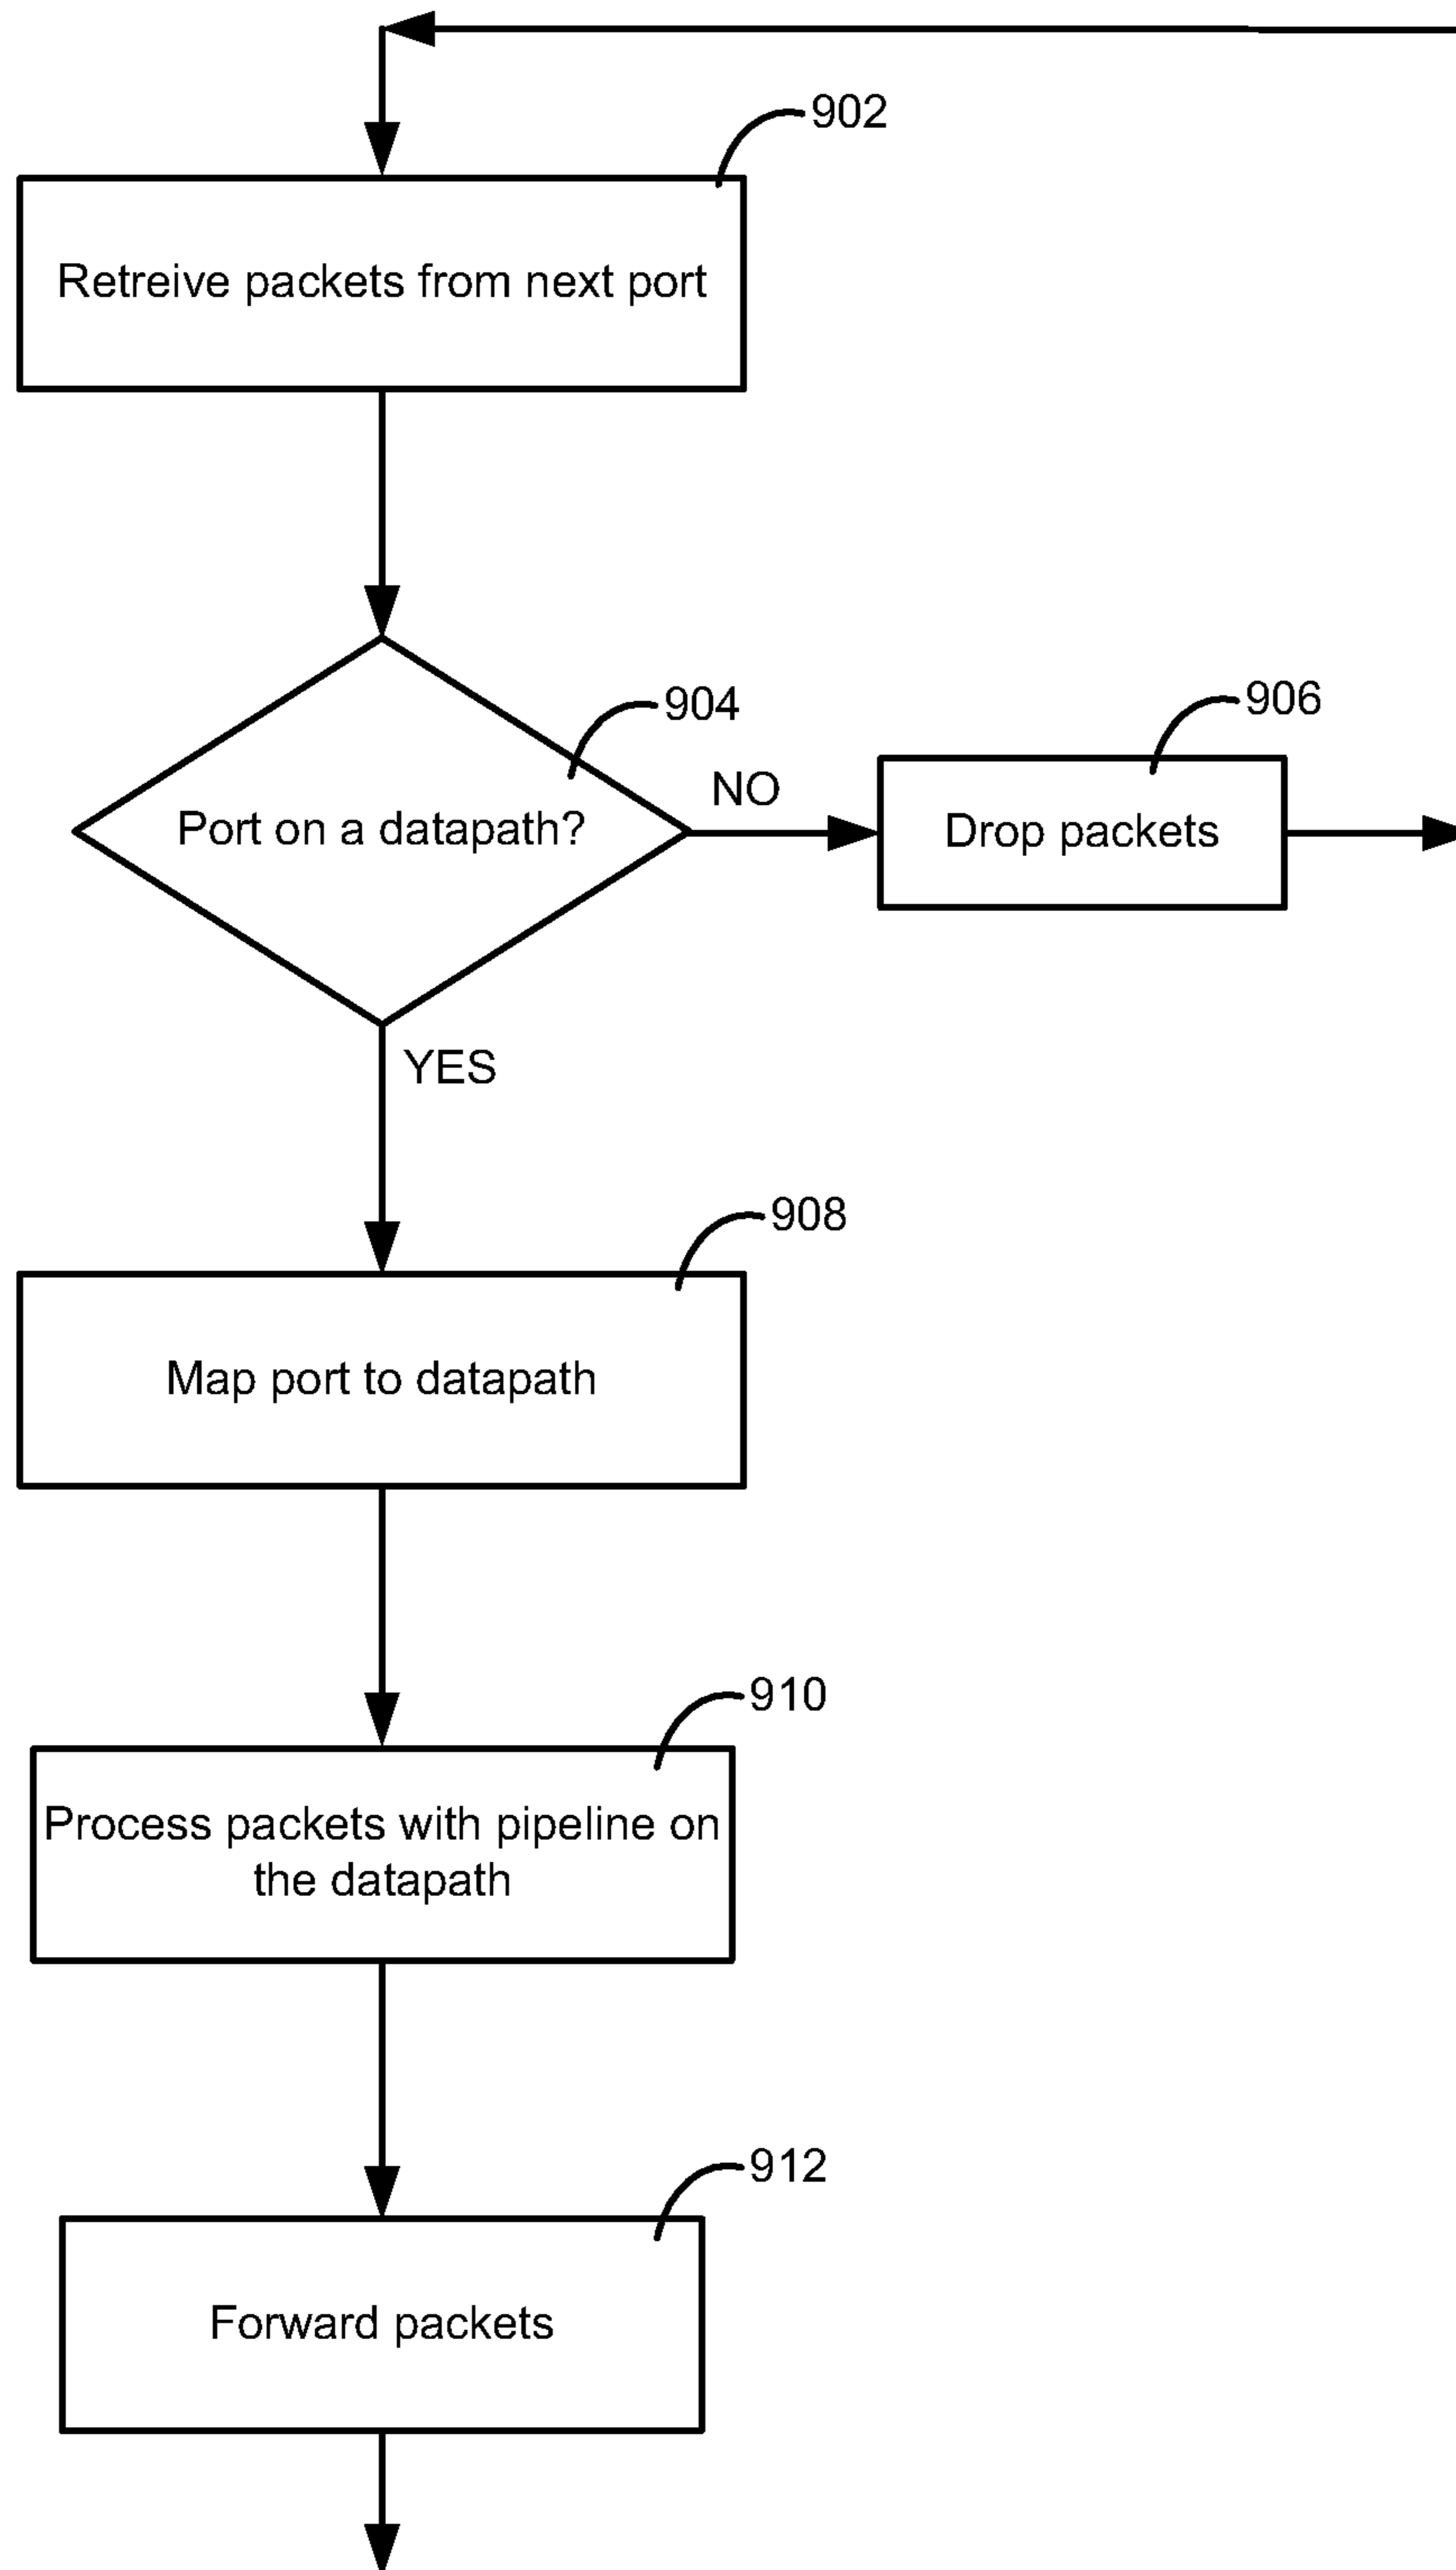 902
Retreive packets from next port
904
Port on a datapath?
NO
906
Drop packets
YES
908
Map port to datapath
910
Process packets with pipeline on
the datapath
912
Forward packets